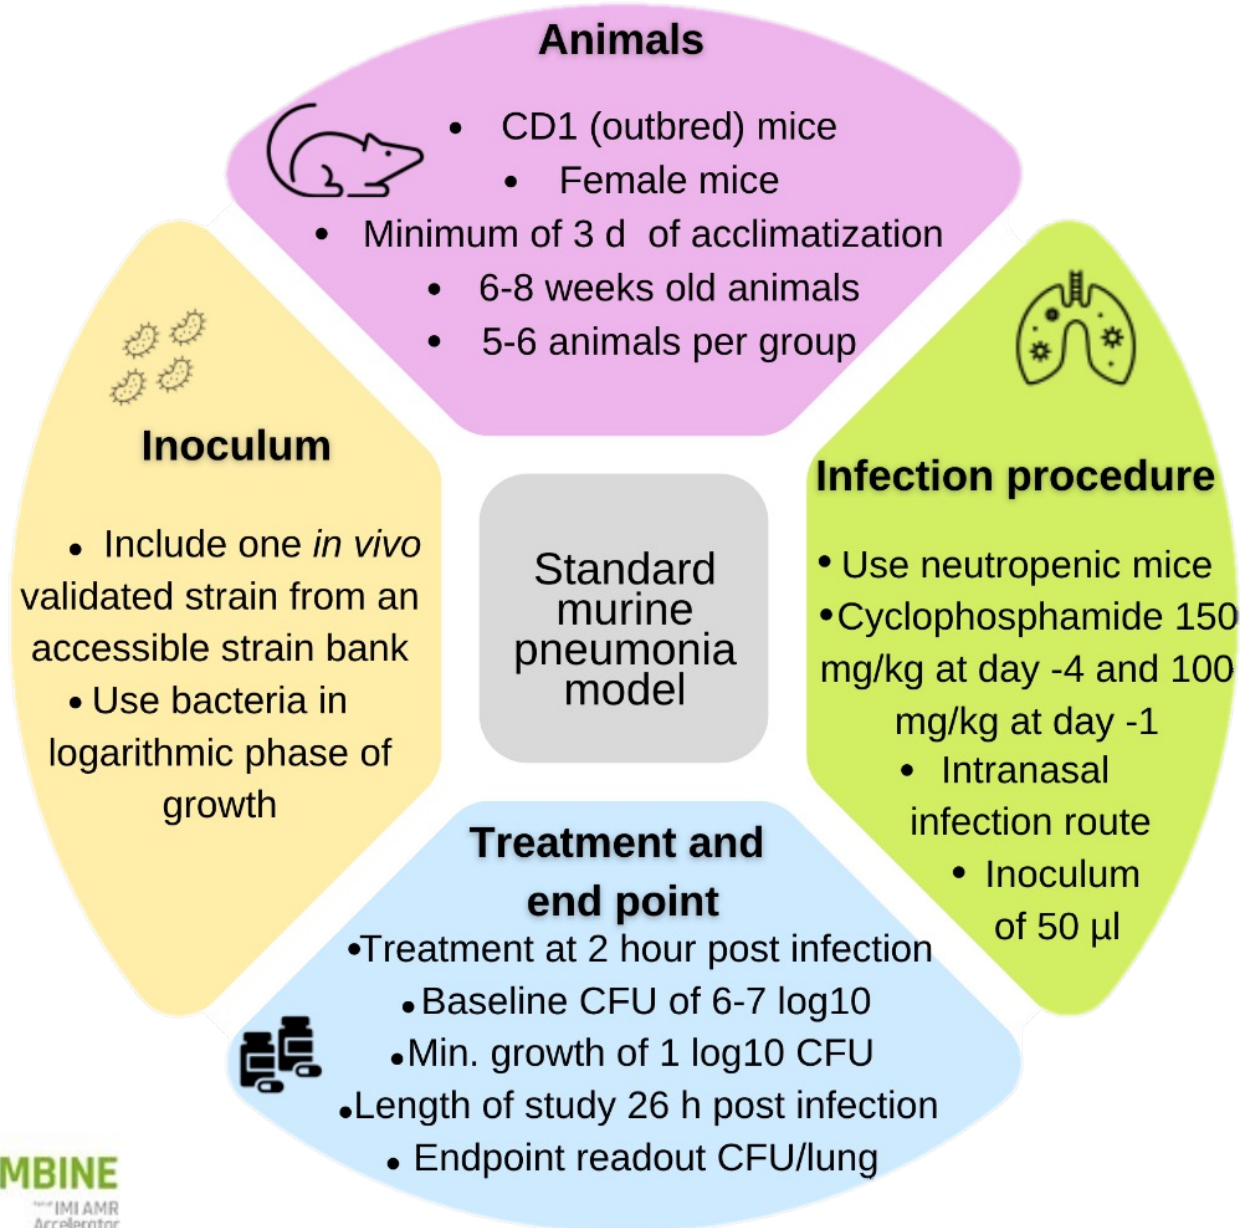 Animals
• CD1 (outbred) mice
• Female mice
• Minimum of 3 d of acclimatization
• 6-8 weeks old animals
• 5-6 animals per group
Inoculum
• Include one in vivo
validated strain from an
accessible strain bank
• Use bacteria in
logarithmic phase of
growth
Standard
murine
pneumonia
model
Infection procedure
• Use neutropenic mice
•Cyclophosphamide 150
mg/kg at day -4 and 100
mg/kg at day -1
• Intranasal
infection route
• Inoculum
of 50 µl
Treatment and
end point
•Treatment at 2 hour post infection
•Baseline CFU of 6-7 log10
•Min. growth of 1 log10 CFU
•Length of study 26 h post infection
• Endpoint readout CFU/lung
MBINE
IMI AMR
Accelerator